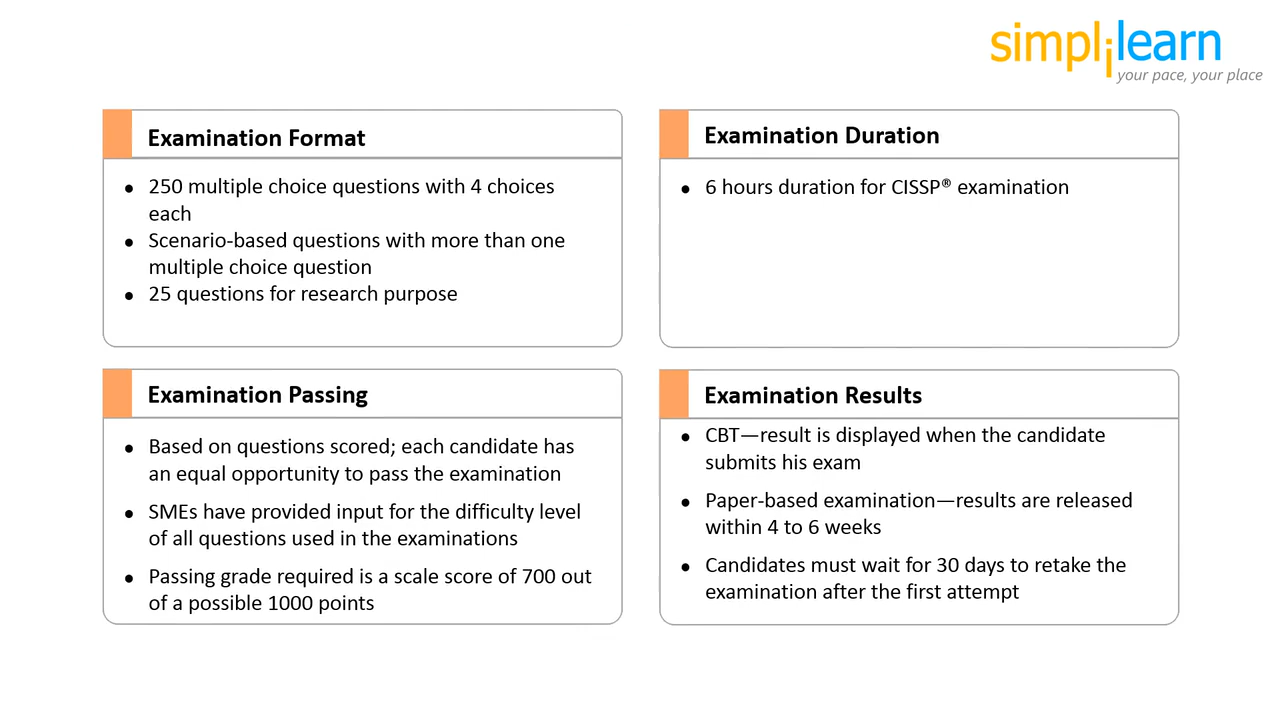 simplilearn
your pace, your place
Examination Format
• 250 multiple choice questions with 4 choices
each
• Scenario-based questions with more than one
multiple choice question
• 25 questions for research purpose
Examination Duration
• 6 hours duration for CISSP® examination
Examination Passing
• Based on questions scored; each candidate has
an equal opportunity to pass the examination
• SMEs have provided input for the difficulty level
of all questions used in the examinations
• Passing grade required is a scale score of 700 out
of a possible 1000 points
Examination Results
• CBT—result is displayed when the candidate
submits his exam
• Paper-based examination—results are released
within 4 to 6 weeks
• Candidates must wait for 30 days to retake the
examination after the first attempt